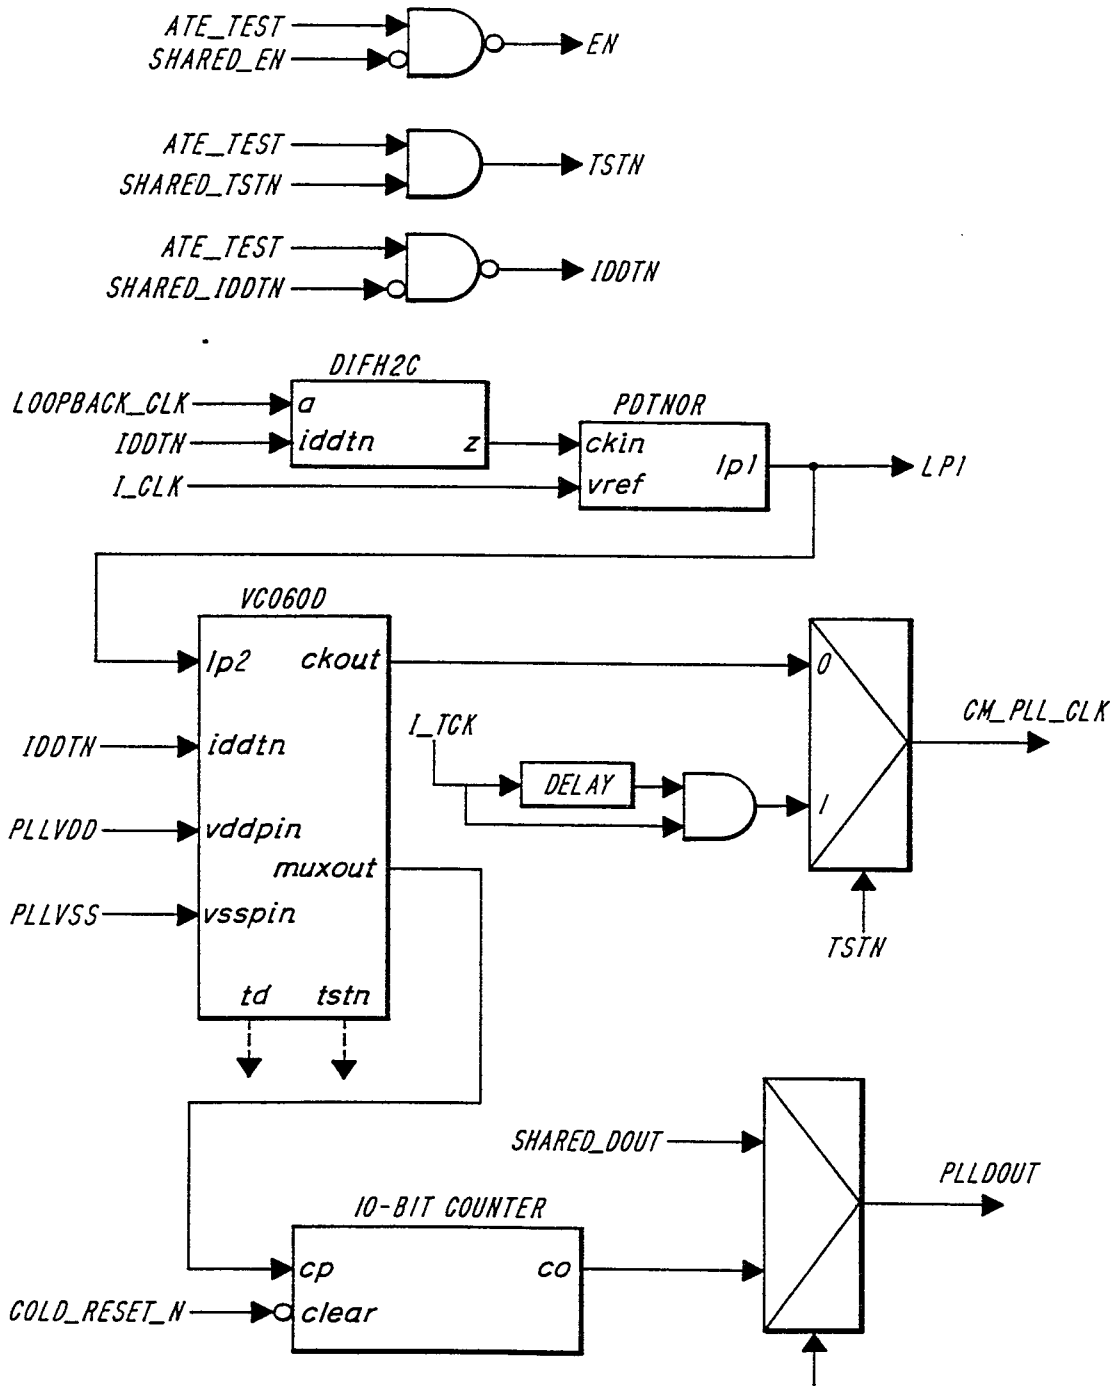 ATE_TEST
SHARED_EN
EN
ATE_TEST
SHARED_TSTN
TSTN
ATE_TEST
SHARED_IDDTN
IDDTN
DIFH2C
LOOPBACK_CLK
a
IDDTN
iddtn
z
I_CLK
PDTNOR
ckin
vref
lp1
LP1
VCO60D
lp2
ckout
IDDTN
iddtn
PLLVDD
vddpin
muxout
PLLVSS
vsspin
td
tstn
I_TCK
DELAY
0
1
CM_PLL_CLK
TSTN
SHARED_DOUT
PLLDOUT
10-BIT COUNTER
cp
co
COLD_RESET_N
clear